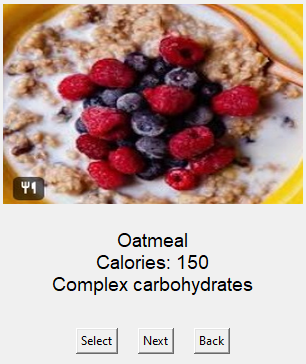 Oatmeal
Calories: 150
Complex carbohydrates
Select Next Back